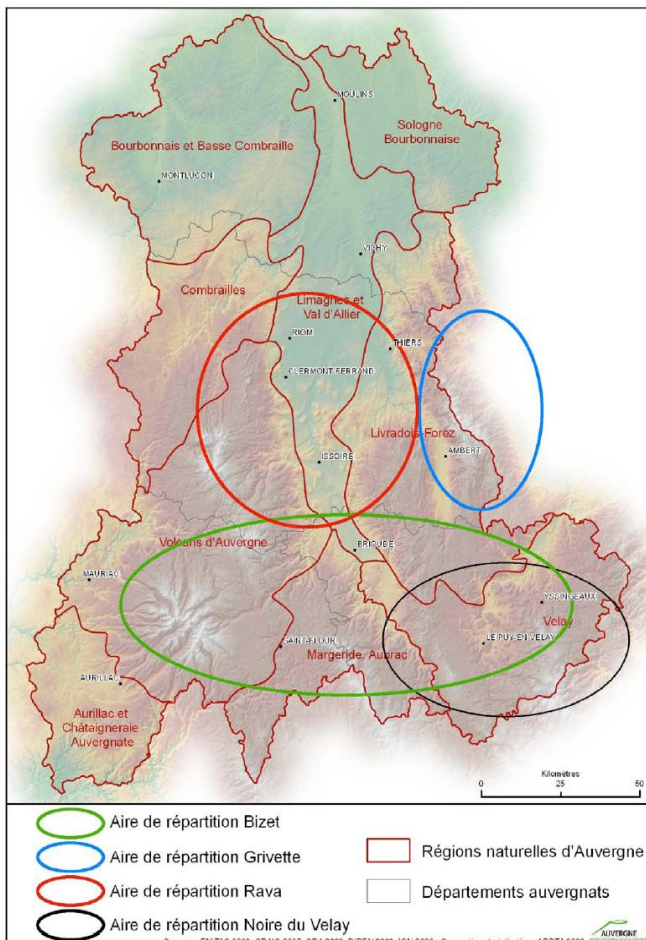 MOULINS
Sologne
Bourbonnaise
Bourbonnais et Basse Combraille
MONTLUCON
VICHY
Combrailles
Limagnes et
Val d'Allier
RIOM
THIERS
CLERMONT-FERRAND
Livradois-Forez
AMBERT
ISSOIRE
Volcans d'Auvergne
BRIOUDE
MAURIAC
YSSINGEAUX
Velay
SAINT-FLOUR
LE PUY-EN-VELAY
Margeride, Aubrac
AURILLAC
Aurillac et
Châtaigneraie
Auvergnate
Kilomètres
0 25 50
Aire de répartition Bizet
Aire de répartition Grivette
Régions naturelles d'Auvergne
Aire de répartition Rava
Départements auvergnats
Aire de répartition Noire du Velay
AUVERGNE